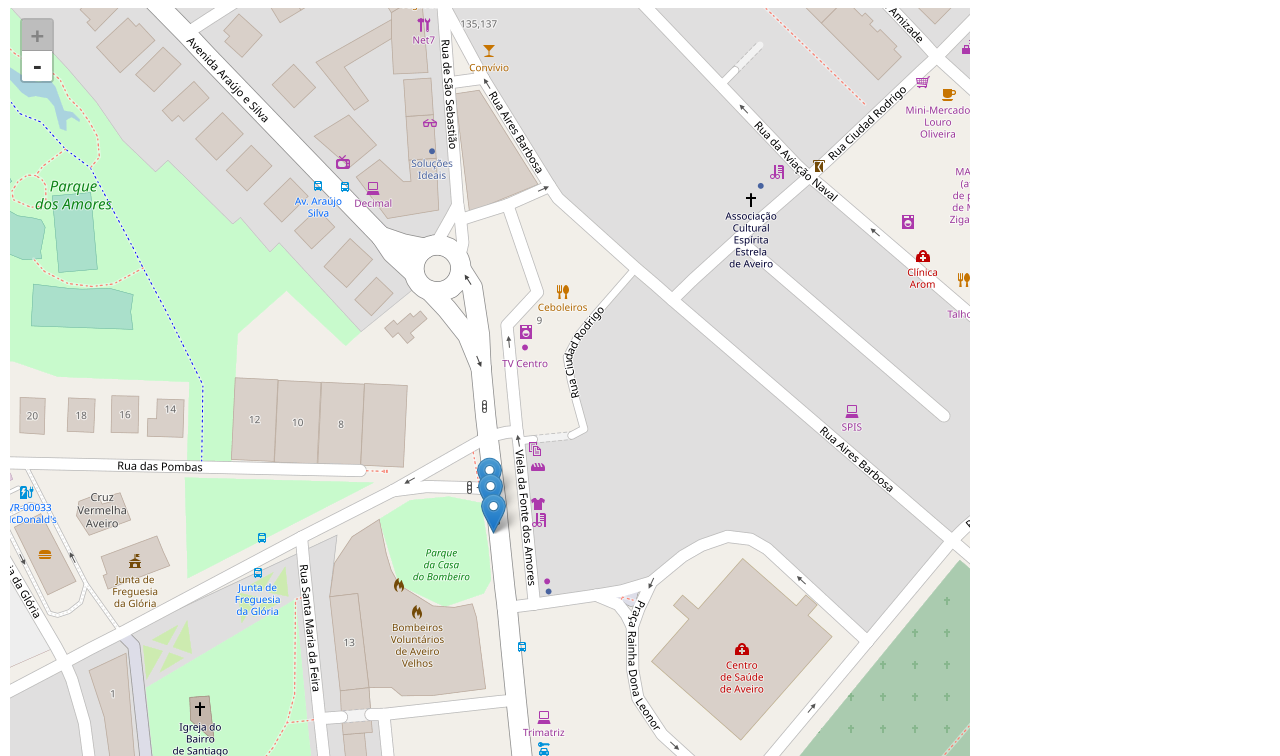 +
-
Net7
135,137
Convívio
Amizade
Avenida Araújo e Silva
Rua de São Sebastião
Rua Aires Barbosa
Rua Ciudad Rodrigo
Mini-Mercado
Louro
Oliveira
Rua da Aviação Naval
Soluções
Ideais
Parque
dos Amores
Av. Araújo
Silva
Decimal
MA
(a
de p
de M
Ziga
Associação
Cultural
Espírita
Estrela
de Aveiro
Clínica
Arom
Talho
Ceboleiros
9
Rua Ciudad Rodrigo
TV Centro
20
18
16
14
12
10
8
SPIS
Rua Aires Barbosa
Rua das Pombas
Viela da Fonte dos Amores
VR-00033
cDonald's
Cruz
Vermelha
Aveiro
Junta de
Freguesia
da Glória
Junta de
Freguesia
da Glória
Parque
da Casa
do Bombeiro
ia da Glória
Rua Santa Maria da Feira
13
Bombeiros
Voluntários
de Aveiro
Velhos
Praça Rainha Dona Leonor
Centro
de Saúde
de Aveiro
1
Igreja do
Bairro
de Santiago
Trimatriz